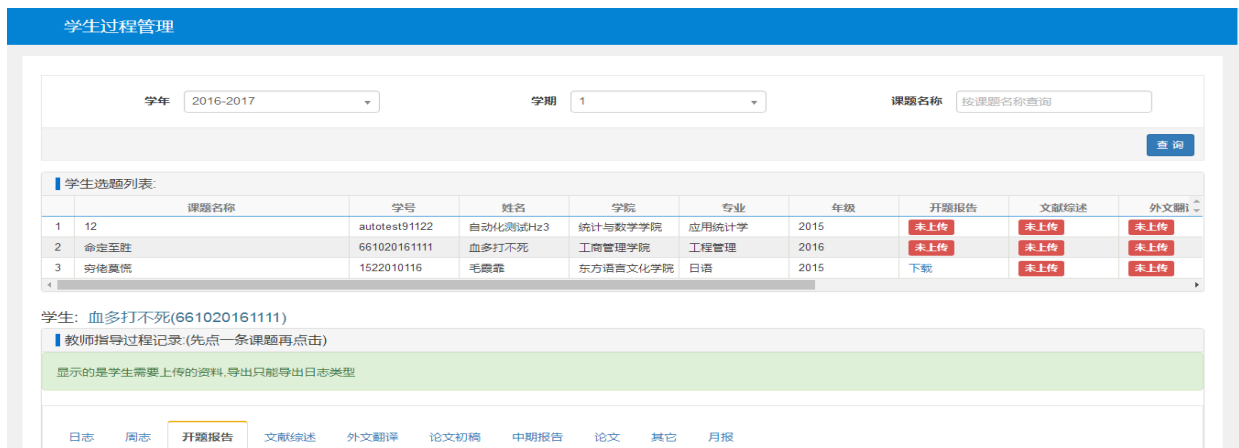 学生过程管理
学年 2016-2017 学期 1 课题名称 按课题名称查询
查询
学生选题列表:
课题名称 学号 姓名 学院 专业 年级 开题报告 文献综述 外文翻译
1 12 autotest91122 自动化测试Hz3 统计与数学学院 应用统计学 2015 未上传 未上传 未上传
2 命定至胜 661020161111 血多打不死 工商管理学院 工程管理 2016 未上传 未上传 未上传
3 穷佬莫慌 1522010116 毛霞霏 东方语言文化学院 日语 2015 下载 未上传 未上传
学生: 血多打不死(661020161111)
教师指导过程记录:(先点一条课题再点击)
显示的是学生需要上传的资料,导出只能导出日志类型
日志 周志 开题报告 文献综述 外文翻译 论文初稿 中期报告 论文 其它 月报